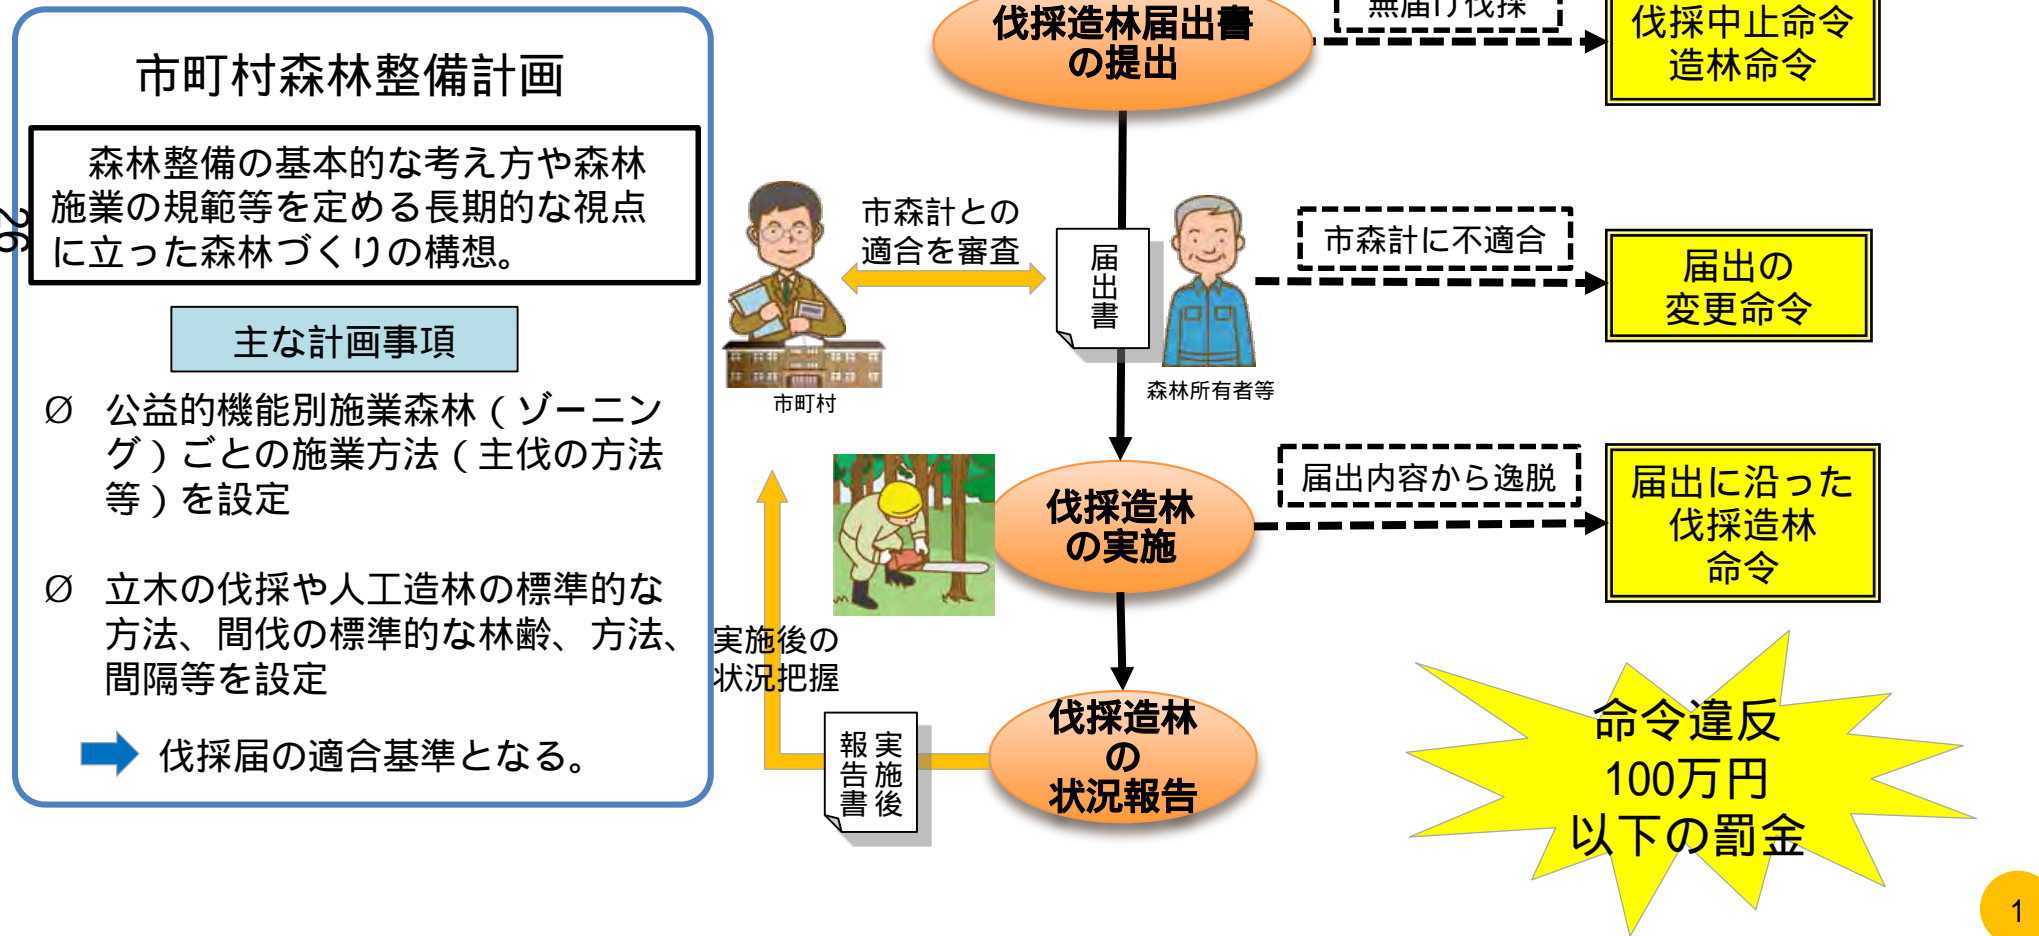 市町村森林整備計画
森林整備の基本的な考え方や森林
施業の規範等を定める長期的な視点
に立った森林づくりの構想。
26
主な計画事項
Ø 公益的機能別施業森林（ゾーニン
グ）ごとの施業方法（主伐の方法
等）を設定
Ø 立木の伐採や人工造林の標準的な
方法、間伐の標準的な林齢、方法、
間隔等を設定
伐採届の適合基準となる。
伐採造林届出書
の提出
無届け伐採
伐採中止命令
造林命令
市森計との
適合を審査
届出書
市町村
森林所有者等
市森計に不適合
届出の
変更命令
伐採造林
の実施
届出内容から逸脱
届出に沿った
伐採造林
命令
実施後の
状況把握
実施後
報告書
伐採造林
の
状況報告
命令違反
100万円
以下の罰金
1